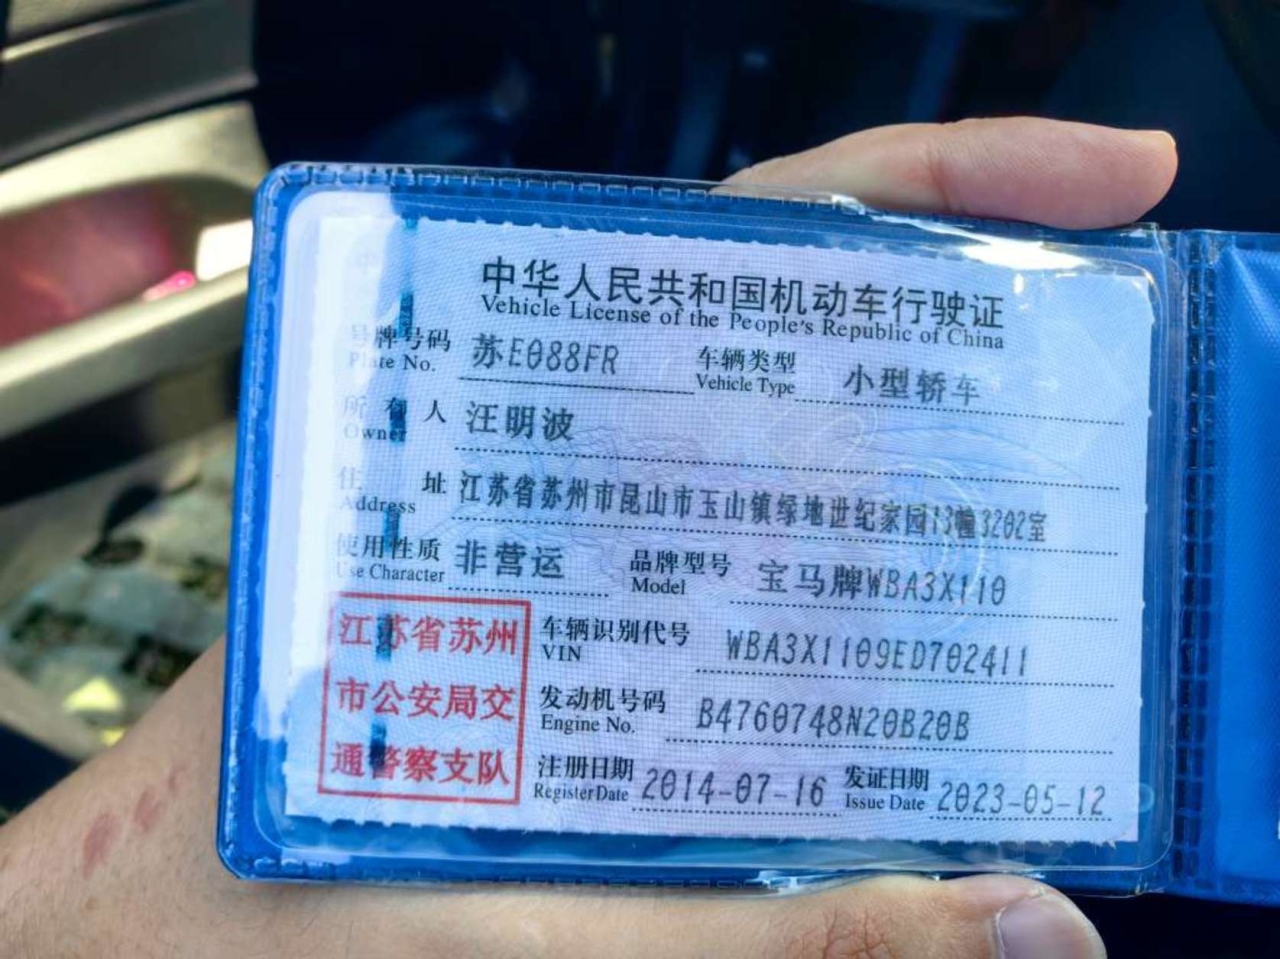 中华人民共和国机动车行驶证
Vehicle License of the People's Republic of China
号牌号码 苏E088FR 车辆类型 小型轿车
Plate No. Vehicle Type
所有人 汪明波
Owner
住址 江苏省苏州市昆山市玉山镇绿地世纪家园13幢3202室
Address
使用性质 非营运 品牌型号 宝马牌WBA3X110
Use Character Model
江苏省苏州 车辆识别代号 WBA3X1109ED702411
VIN
市公安局交 发动机号码 B4760748N20B20B
Engine No.
通警察支队 注册日期 2014-07-16 发证日期 2023-05-12
Register Date Issue Date